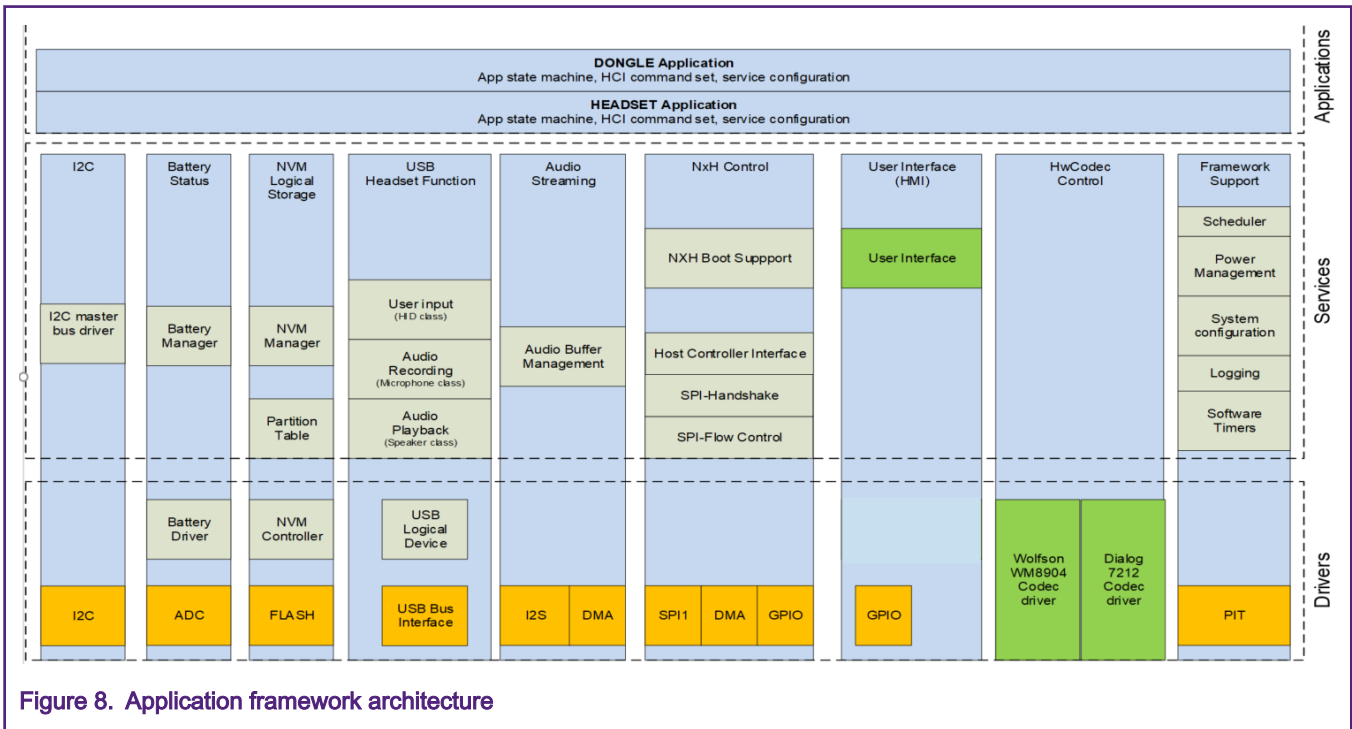 DONGLE Application
App state machine, HCI command set, service configuration
HEADSET Application
App state machine, HCI command set, service configuration
Applications
I2C
Battery
Status
NVM
Logical
Storage
USB
Headset Function
Audio
Streaming
NxH Control
User Interface
(HMI)
HwCodec
Control
Framework
Support
I2C master
bus driver
Battery
Manager
NVM
Manager
Partition
Table
User input
(HID class)
Audio
Recording
(Microphone class)
Audio
Playback
(Speaker class)
Audio Buffer
Management
NXH Boot Suppport
Host Controller Interface
SPI-Handshake
SPI-Flow Control
User Interface
Scheduler
Power
Management
System
configuration
Logging
Software
Timers
Services
Battery
Driver
NVM
Controller
USB
Logical
Device
Wolfson
WM8904
Codec
driver
Dialog
7212
Codec
driver
I2C
ADC
FLASH
USB Bus
Interface
I2S
DMA
SPI1
DMA
GPIO
GPIO
PIT
Drivers
Figure 8. Application framework architecture